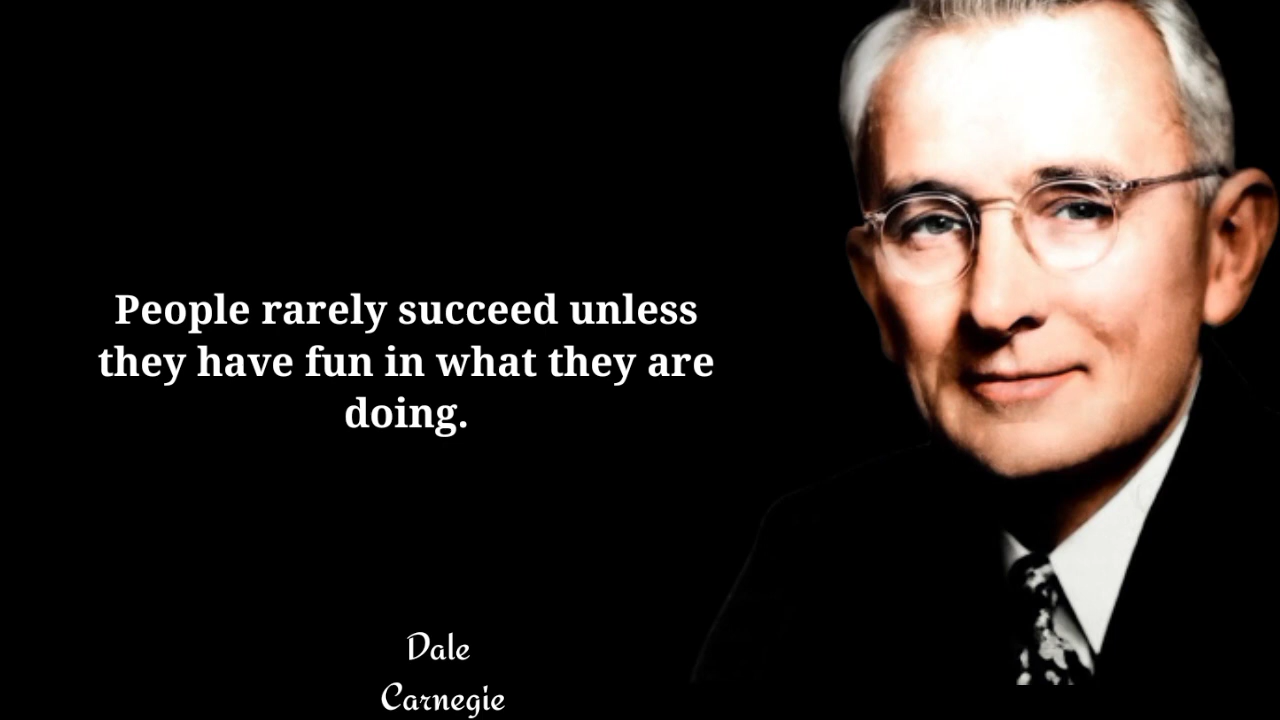 People rarely succeed unless
they have fun in what they are
doing.
Dale
Carnegie